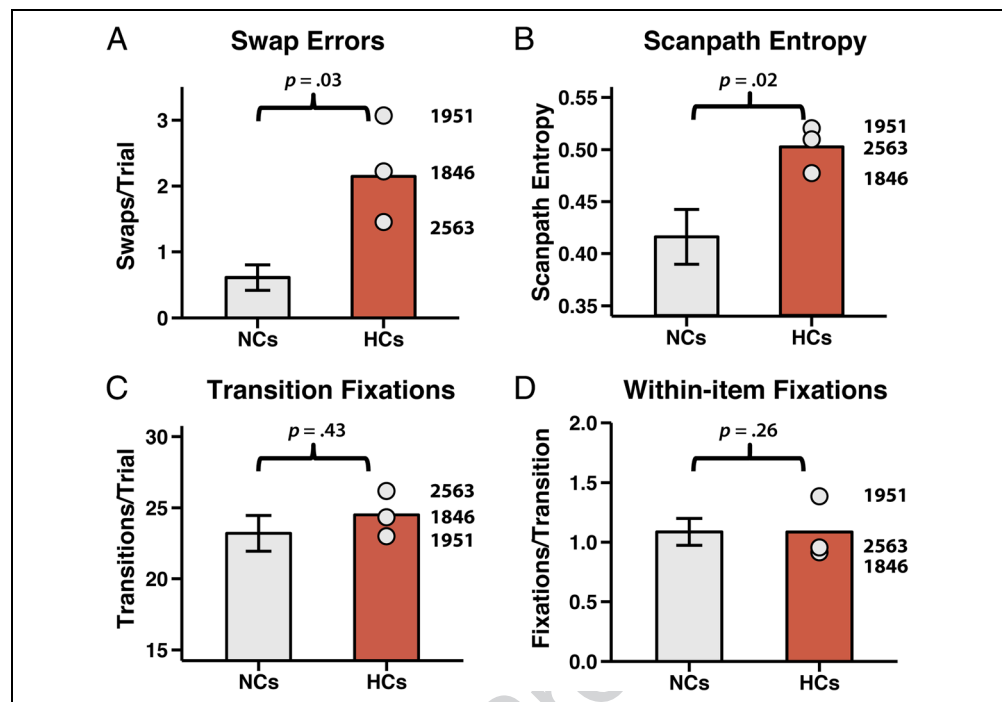 A
Swap Errors
p = .03
Swaps/Trial
3
2
1
0
1951
1846
2563
NCs
HCs
B
Scanpath Entropy
p = .02
Scanpath Entropy
0.55
0.50
0.45
0.40
0.35
1951
2563
1846
NCs
HCs
C
Transition Fixations
p = .43
Transitions/Trial
30
25
20
15
2563
1846
1951
NCs
HCs
D
Within-item Fixations
p = .26
Fixations/Transition
2.0
1.5
1.0
0.5
0.0
1951
2563
1846
NCs
HCs